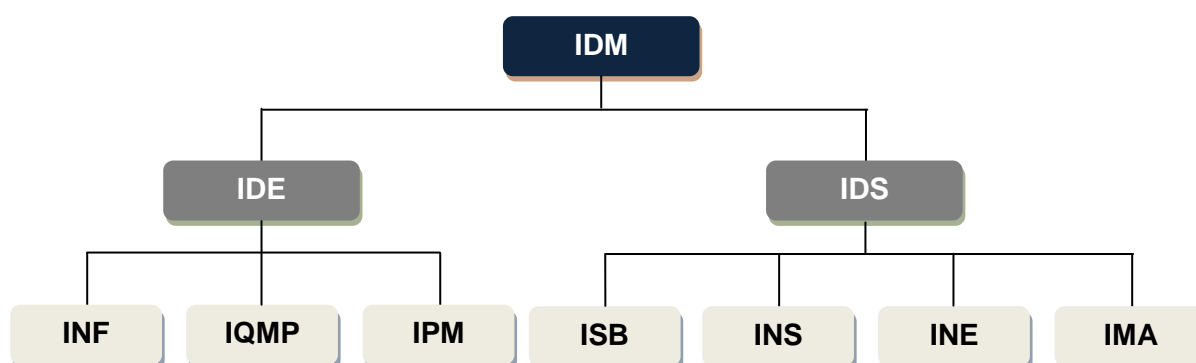 IDM
IDE
IDS
INF
IQMP
IPM
ISB
INS
INE
IMA